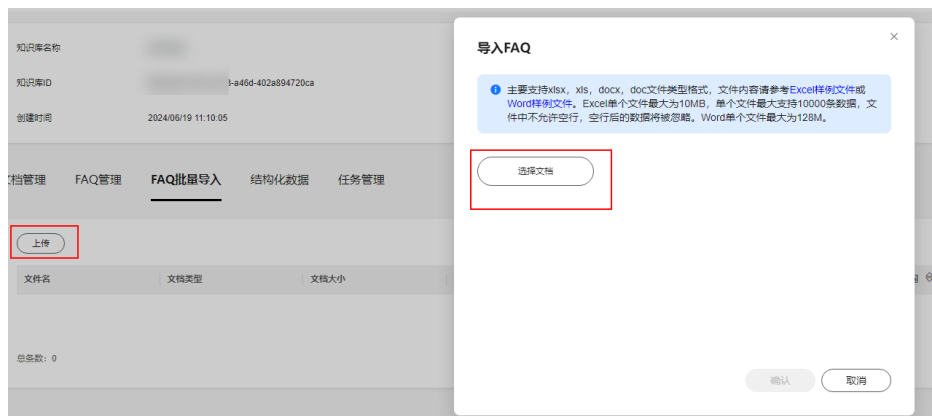 知识库名称
知识库ID
-a46d-402a894720ca
创建时间
2024/06/19 11:10:05
档管理 FAQ管理 FAQ批量导入 结构化数据 任务管理
上传
文件名 文档类型 文档大小
总条数: 0
导入FAQ
主要支持xlsx，xls，docx，doc文件类型格式，文件内容请参考Excel样例文件或
Word样例文件。Excel单个文件最大为10MB，单个文件最大支持10000条数据，文
件中不允许空行，空行后的数据将被忽略。Word单个文件最大为128M。
选择文档
确认 取消